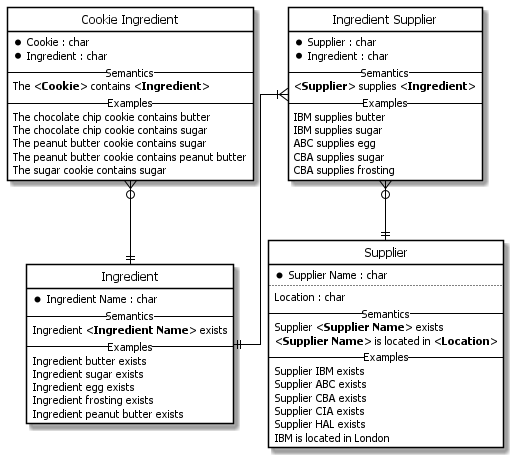 Cookie Ingredient
Cookie : char
Ingredient : char
Semantics
The <Cookie> contains <Ingredient>
Examples
The chocolate chip cookie contains butter
The chocolate chip cookie contains sugar
The peanut butter cookie contains sugar
The peanut butter cookie contains peanut butter
The sugar cookie contains sugar
Ingredient Supplier
Supplier : char
Ingredient : char
Semantics
<Supplier> supplies <Ingredient>
Examples
IBM supplies butter
IBM supplies sugar
ABC supplies egg
CBA supplies sugar
CBA supplies frosting
Ingredient
Ingredient Name : char
Semantics
Ingredient <Ingredient Name> exists
Examples
Ingredient butter exists
Ingredient sugar exists
Ingredient egg exists
Ingredient frosting exists
Ingredient peanut butter exists
Supplier
Supplier Name : char
Location : char
Semantics
Supplier <Supplier Name> exists
<Supplier Name> is located in <Location>
Examples
Supplier IBM exists
Supplier ABC exists
Supplier CBA exists
Supplier CIA exists
Supplier HAL exists
IBM is located in London